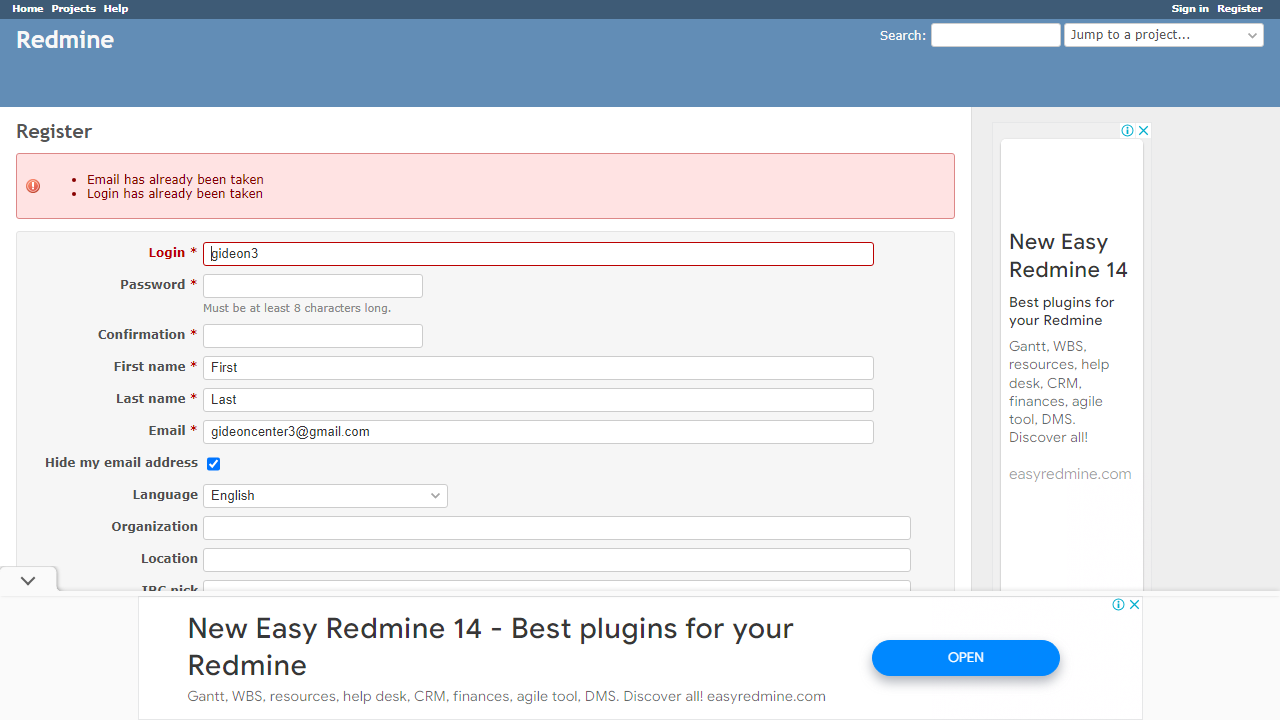 Home Projects Help
Sign in Register
Redmine
Search:
Jump to a project...
Register
Email has already been taken
Login has already been taken
Login *
gideon3
Password *
Must be at least 8 characters long.
Confirmation *
First name *
First
Last name *
Last
Email *
gideoncenter3@gmail.com
Hide my email address
Language
English
Organization
Location
IRC nick
New Easy
Redmine 14
Best plugins for
your Redmine
Gantt, WBS,
resources, help
desk, CRM,
finances, agile
tool, DMS.
Discover all!
easyredmine.com
New Easy Redmine 14 - Best plugins for your
Redmine
Gantt, WBS, resources, help desk, CRM, finances, agile tool, DMS. Discover all! easyredmine.com
OPEN